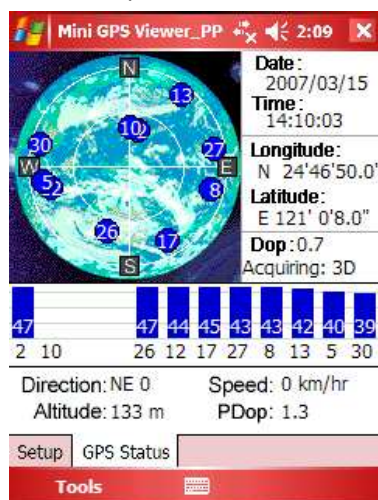 Mini GPS Viewer_PP 2:09
N
13
10
30
27
W
E
5 2
8
26
17
S
Date:
2007/03/15
Time:
14:10:03
Longitude:
N 24'46'50.0'
Latitude:
E 121' 0'8.0"
Dop:0.7
Acquiring: 3D
47 47 44 45 43 43 42 40 39
2 10 26 12 17 27 8 13 5 30
Direction: NE 0 Speed: 0 km/hr
Altitude: 133 m PDop: 1.3
Setup GPS Status
Tools